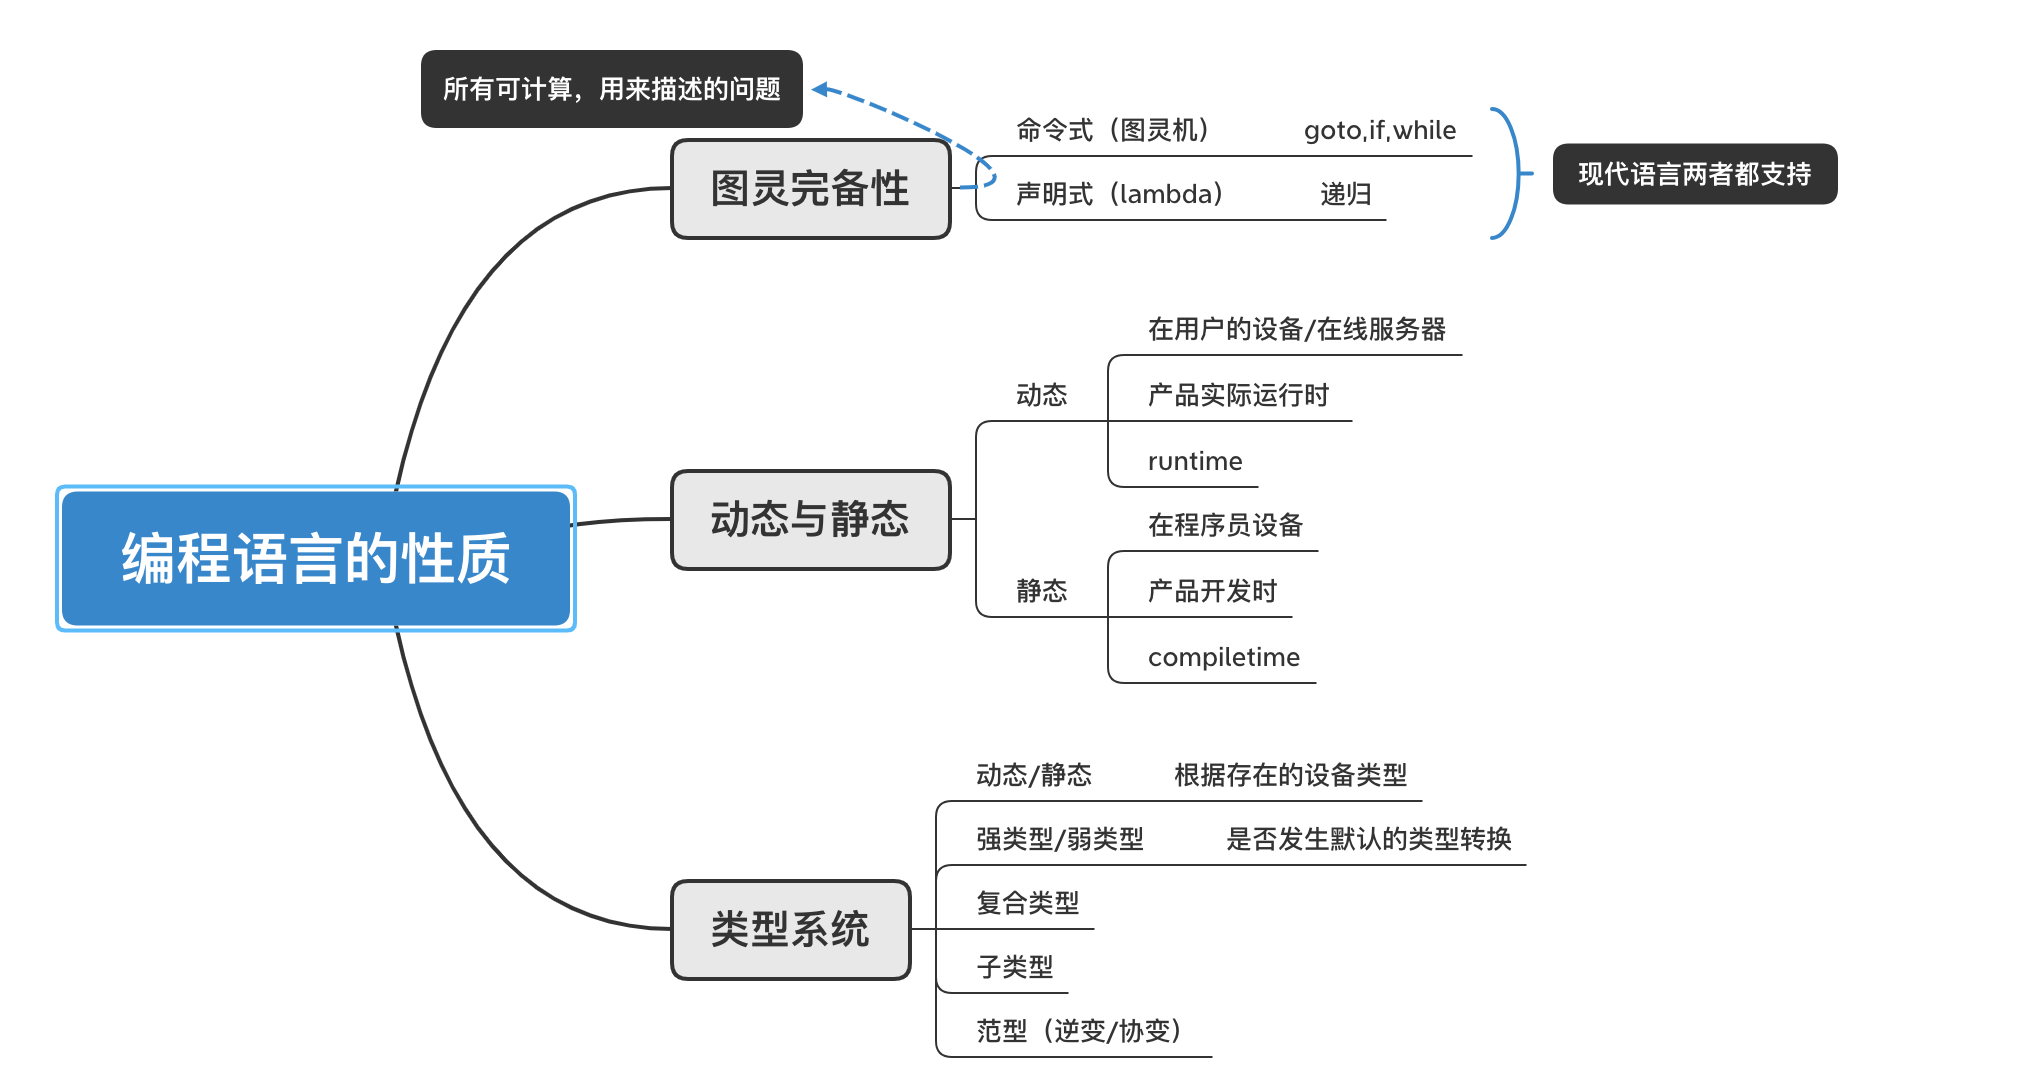 所有可计算，用来描述的问题
图灵完备性
命令式（图灵机）
goto,if,while
声明式（lambda）
递归
现代语言两者都支持
编程语言的性质
动态与静态
动态
在用户的设备/在线服务器
产品实际运行时
runtime
静态
在程序员设备
产品开发时
compiletime
类型系统
动态/静态
根据存在的设备类型
强类型/弱类型
是否发生默认的类型转换
复合类型
子类型
范型（逆变/协变）